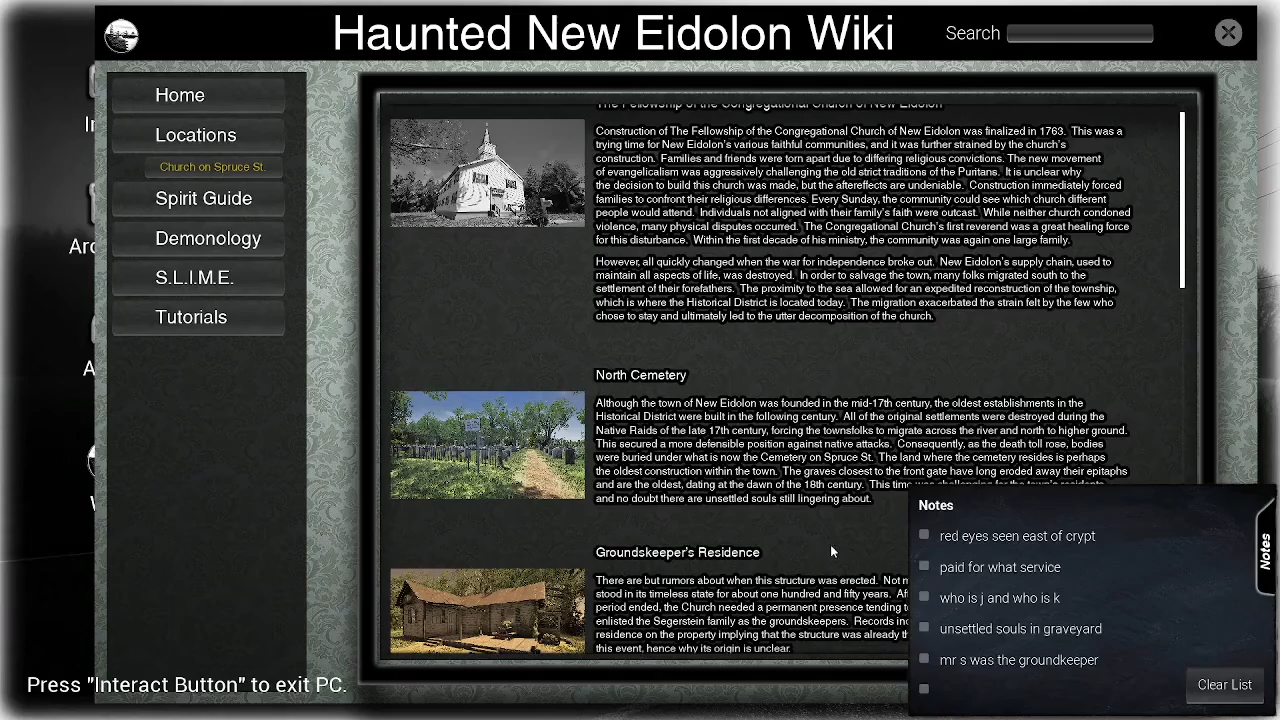 Haunted New Eidolon Wiki
Search
Home
Locations
Church on Spruce St.
Spirit Guide
Demonology
S.L.I.M.E.
Tutorials
The Fellowship of the Congregational Church of New Eidolon
Construction of The Fellowship of the Congregational Church of New Eidolon was finalized in 1763. This was a
trying time for New Eidolon's various faithful communities, and it was further strained by the church's
construction. Families and friends were torn apart due to differing religious convictions. The new movement
of evangelicalism was aggressively challenging the old strict traditions of the Puritans. It is unclear why
the decision to build this church was made, but the aftereffects are undeniable. Construction immediately forced
families to confront their religious differences. Every Sunday, the community could see which church different
people would attend. Individuals not aligned with their family's faith were outcast. While neither church condoned
violence, many physical disputes occurred. The Congregational Church's first reverend was a great healing force
for this disturbance. Within the first decade of his ministry, the community was again one large family.
However, all quickly changed when the war for independence broke out. New Eidolon's supply chain, used to
maintain all aspects of life, was destroyed. In order to salvage the town, many folks migrated south to the
settlement of their forefathers. The proximity to the sea allowed for an expedited reconstruction of the township,
which is where the Historical District is located today. The migration exacerbated the strain felt by the few who
chose to stay and ultimately led to the utter decomposition of the church.
North Cemetery
Although the town of New Eidolon was founded in the mid-17th century, the oldest establishments in the
Historical District were built in the following century. All of the original settlements were destroyed during the
Native Raids of the late 17th century, forcing the townsfolks to migrate across the river and north to higher ground.
This secured a more defensible position against native attacks. Consequently, as the death toll rose, bodies
were buried under what is now the Cemetery on Spruce St. The land where the cemetery resides is perhaps
the oldest construction within the town. The graves closest to the front gate have long eroded away their epitaphs
and are the oldest, dating at the dawn of the 18th century. This time was challenging for the town's residents
and no doubt there are unsettled souls still lingering about.
Groundskeeper's Residence
There are but rumors about when this structure was erected. Not
stood in its timeless state for about one hundred and fifty years.
period ended, the Church needed a permanent presence tending
enlisted the Segerstein family as the groundskeepers. Records
residence on the property implying that the structure was already
this event, hence why its origin is unclear.
Notes
red eyes seen east of crypt
paid for what service
who is j and who is k
unsettled souls in graveyard
mr s was the groundkeeper
Clear List
Notes
Press "Interact Button" to exit PC.